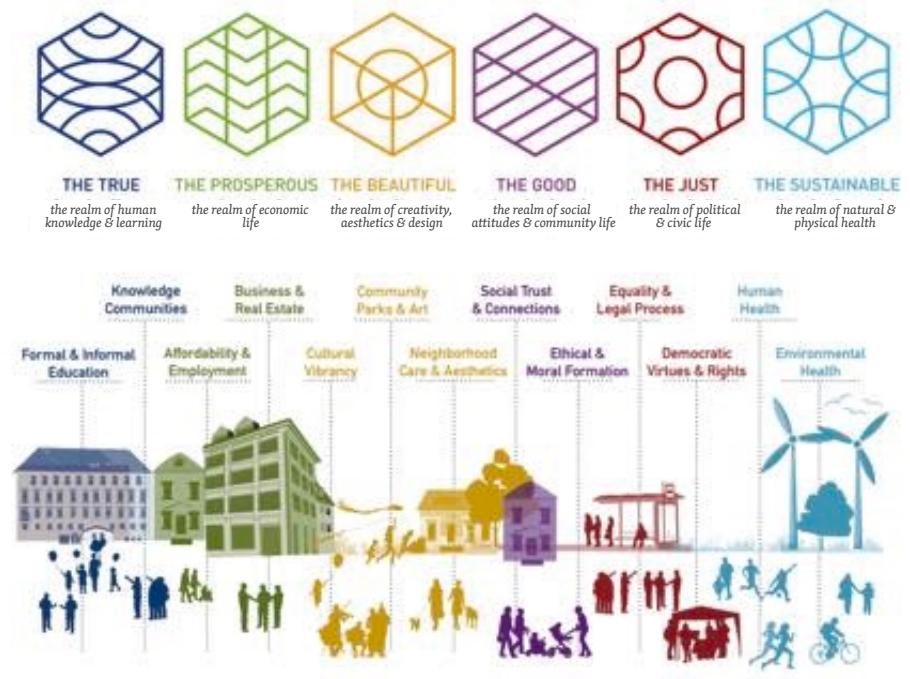 THE TRUE
the realm of human
knowledge & learning
THE PROSPEROUS
the realm of economic
life
THE BEAUTIFUL
the realm of creativity,
aesthetics & design
THE GOOD
the realm of social
attitudes & community life
THE JUST
the realm of political
& civic life
THE SUSTAINABLE
the realm of natural &
physical health
Knowledge
Communities
Business &
Real Estate
Community
Parks & Art
Social Trust
& Connections
Equality &
Legal Process
Human
Health
Formal & Informal
Education
Affordability &
Employment
Cultural
Vibrancy
Neighborhood
Care & Aesthetics
Ethical &
Moral Formation
Democratic
Virtues & Rights
Environmental
Health